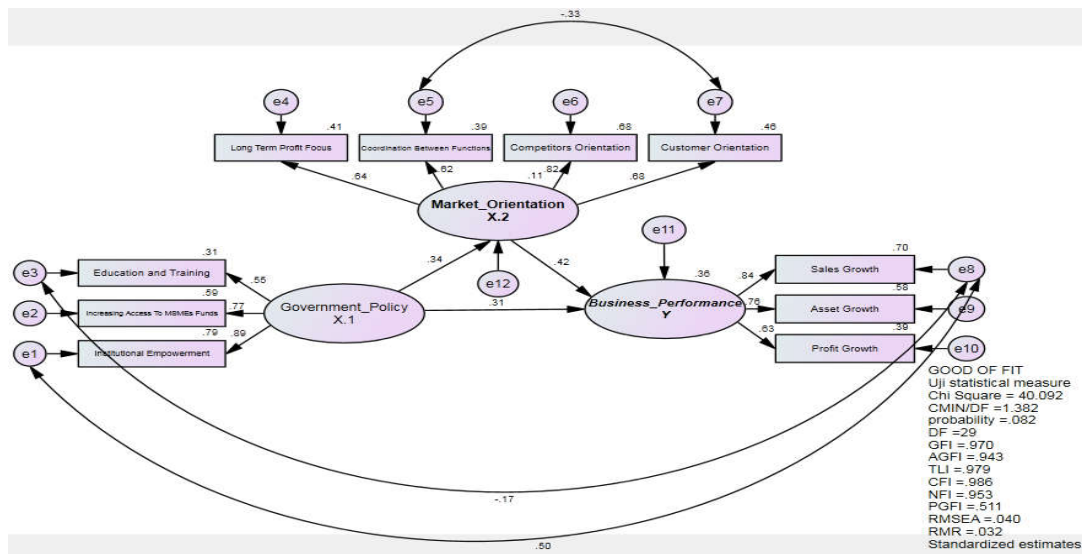 -.33
e4
e5
e6
e7
.41
.39
.68
.46
Long Term Profit Focus
Coordination Between Functions
Competitors Orientation
Customer Orientation
.64
.62
.11
.82
.68
Market_Orientation
X.2
e11
.31
.70
e3
Education and Training
.55
.34
e12
.42
.36
.84
Sales Growth
e8
.59
.58
e2
Increasing Access To MSMEs Funds
.77
Government_Policy
X.1
.31
Business_Performance
Y
.76
Asset Growth
e9
.79
.39
e1
Institutional Empowerment
.89
.63
Profit Growth
e10
GOOD OF FIT
Uji statistical measure
Chi Square = 40.092
CMIN/DF =1.382
probability =.082
DF =29
GFI =.970
AGFI =.943
TLI =.979
CFI =.986
NFI =.953
PGFI =.511
RMSEA =.040
RMR =.032
Standardized estimates
-.17
.50